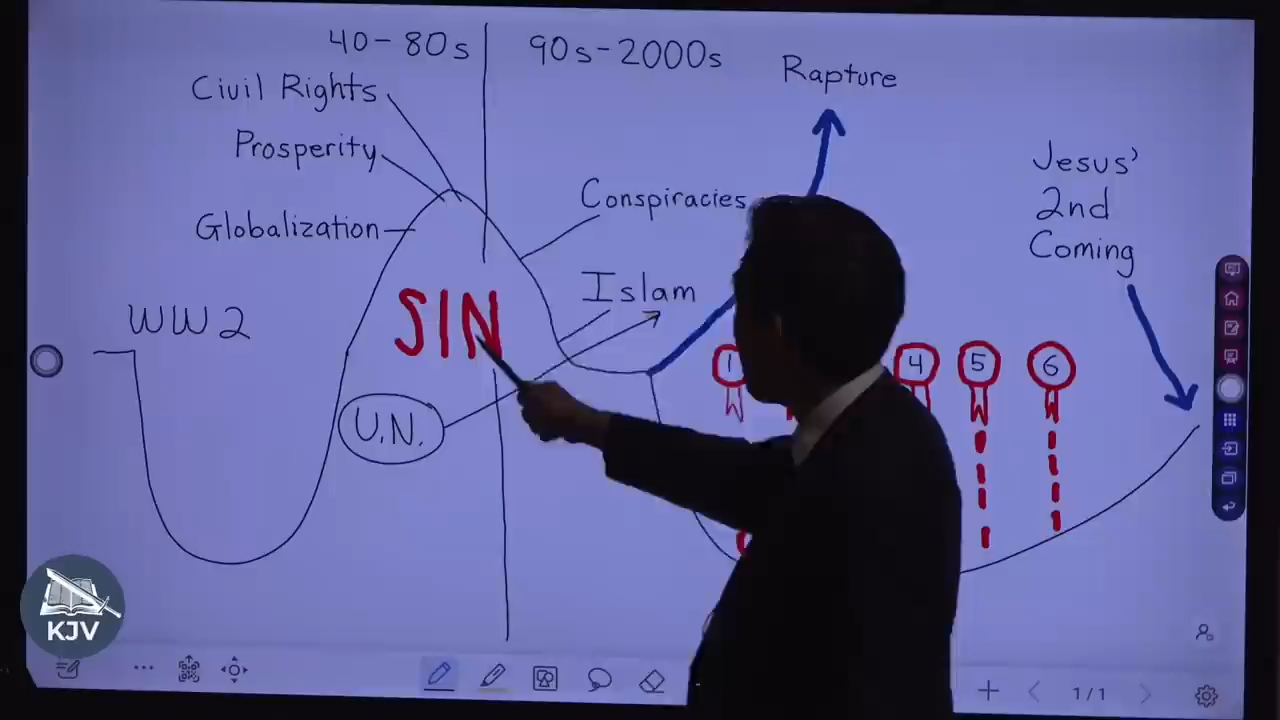 40-80s
90s-2000s
Rapture
Civil Rights
Prosperity
Globalization
Conspiracies
Jesus'
2nd
Coming
Islam
WW2
SIN
U.N.
1
4
5
6
KJV
1/1